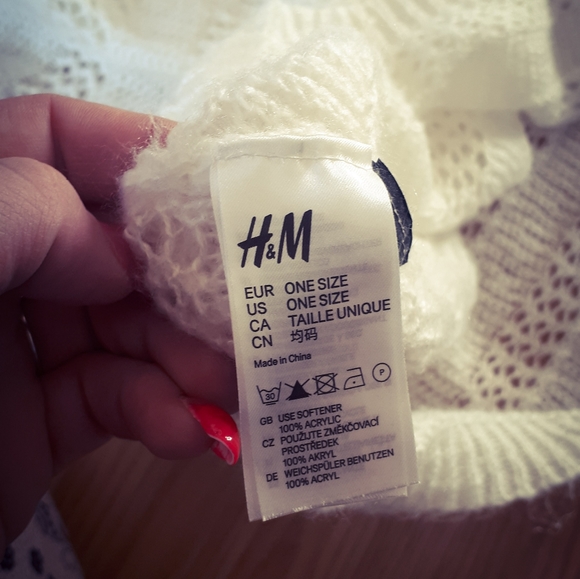 H&M
EUR ONE SIZE
US ONE SIZE
CA TAILLE UNIQUE
CN 均码
Made in China
30 P
GB USE SOFTENER
100% ACRYLIC
CZ POUŽIJTE ZMĚKČOVACÍ
PROSTŘEDEK
100% AKRYL
DE WEICHSPÜLER BENUTZEN
100% ACRYL